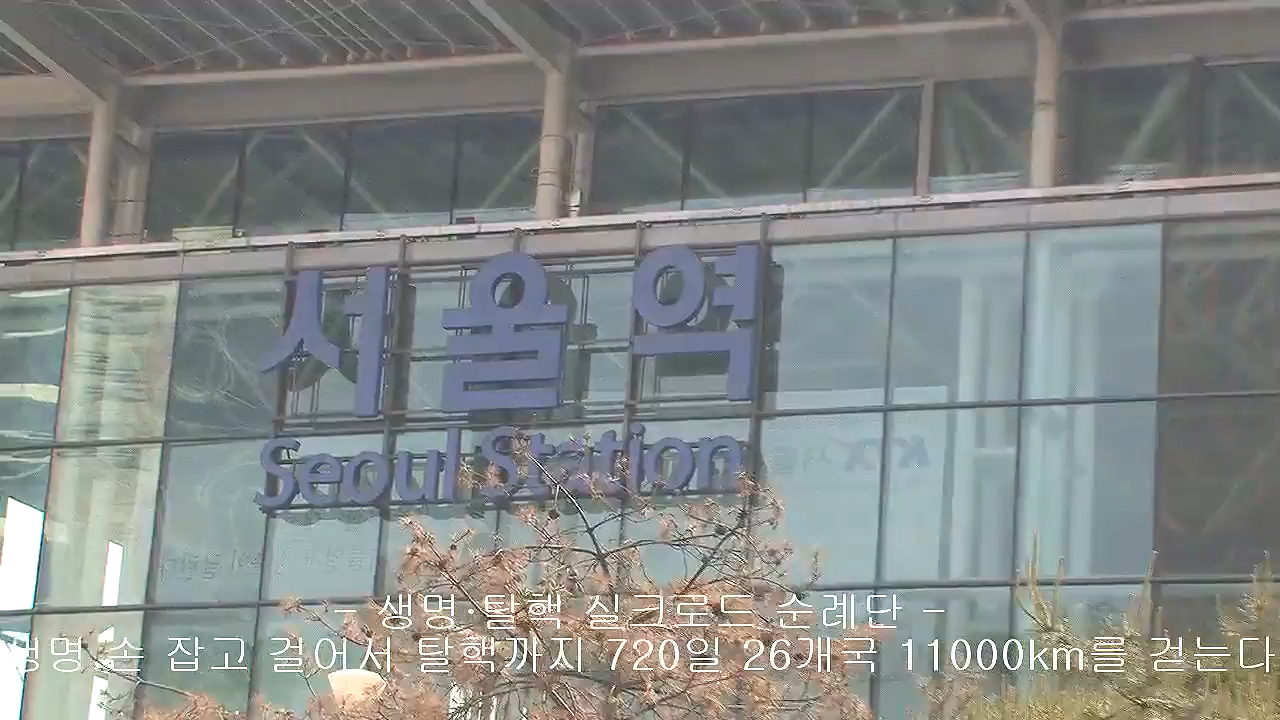 서울역
Seoul Station
- 생명·탈핵 실크로드 순례단 -
생명 손 잡고 걸어서 탈핵까지 720일 26개국 11000km를 걷는다